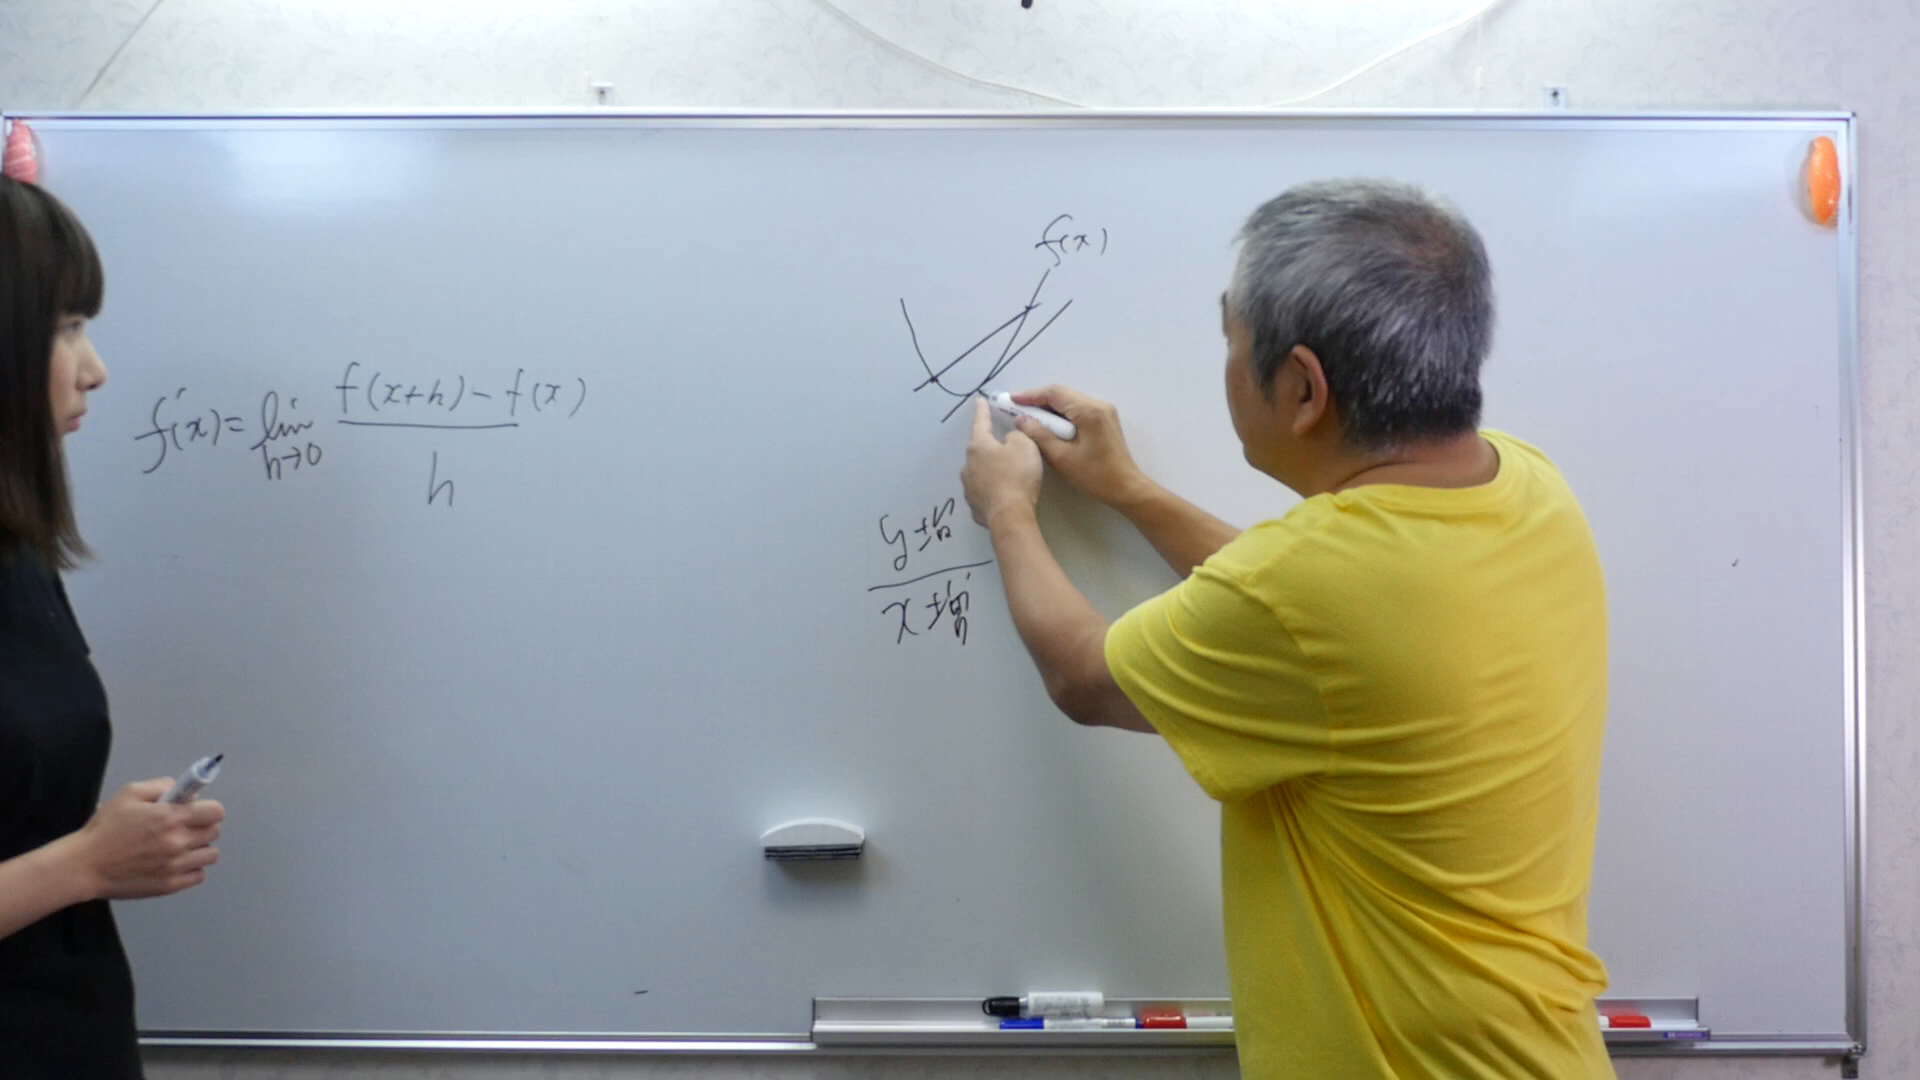 f'(x) = lim h→0 f(x+h) - f(x) / h
f(x)
y増
x増